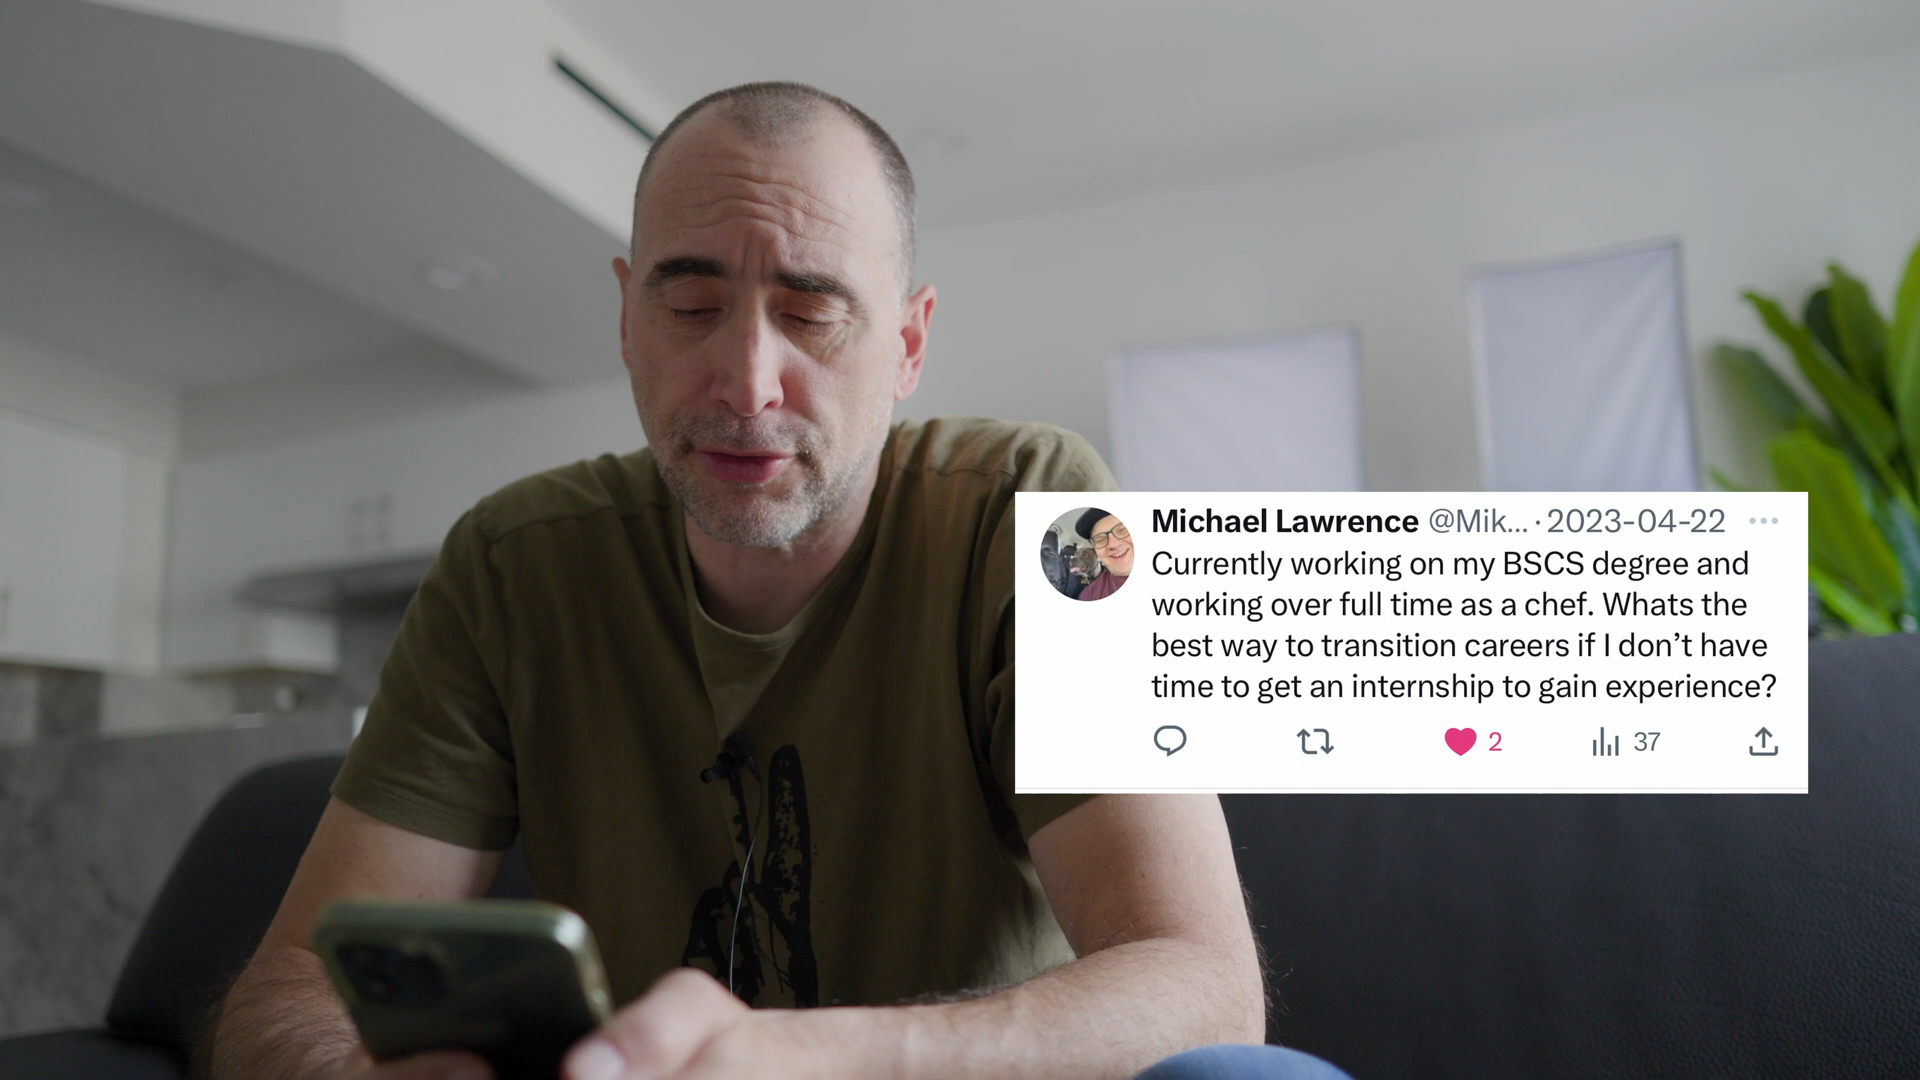 Michael Lawrence @Mik... · 2023-04-22
Currently working on my BSCS degree and
working over full time as a chef. Whats the
best way to transition careers if I don’t have
time to get an internship to gain experience?
2 37